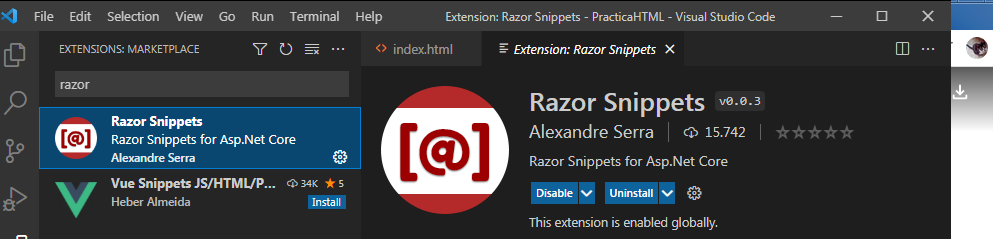 File Edit Selection View Go Run Terminal Help Extension: Razor Snippets - PracticaHTML - Visual Studio Code
EXTENSIONS: MARKETPLACE
<> index.html
Extension: Razor Snippets
razor
[@]
Razor Snippets
Razor Snippets for Asp.Net Core
Alexandre Serra
Vue Snippets JS/HTML/P... 34K ★ 5
Heber Almeida
Install
[@]
Razor Snippets v0.0.3
Alexandre Serra | 15.742 | ☆☆☆☆☆
Razor Snippets for Asp.Net Core
Disable Uninstall
This extension is enabled globally.